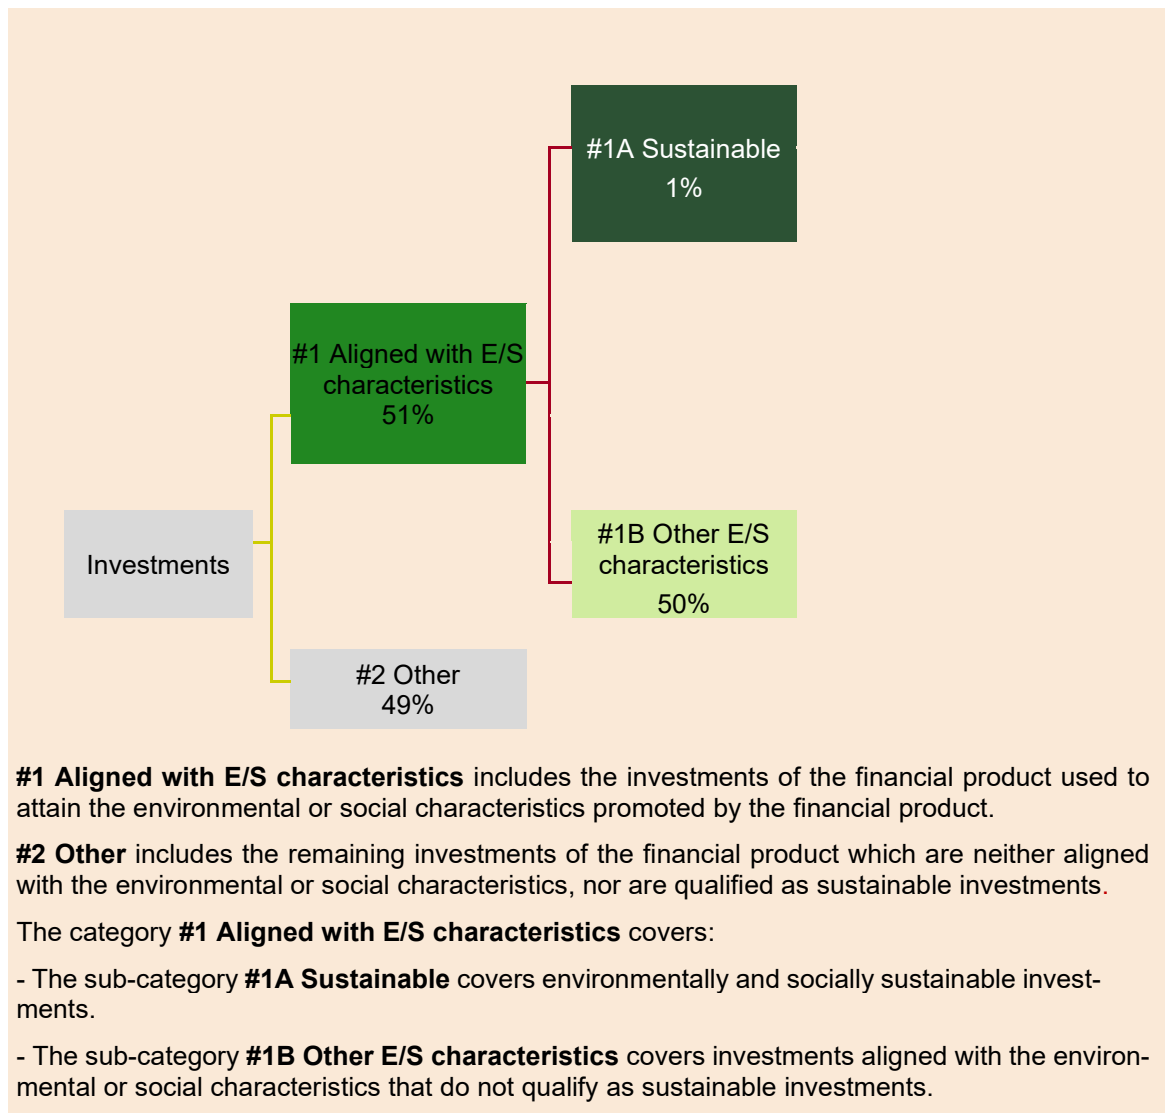 #1A Sustainable
1%
#1 Aligned with E/S
characteristics
51%
Investments
#1B Other E/S
characteristics
50%
#2 Other
49%
#1 Aligned with E/S characteristics includes the investments of the financial product used to
attain the environmental or social characteristics promoted by the financial product.
#2 Other includes the remaining investments of the financial product which are neither aligned
with the environmental or social characteristics, nor are qualified as sustainable investments.
The category #1 Aligned with E/S characteristics covers:
- The sub-category #1A Sustainable covers environmentally and socially sustainable invest-
ments.
- The sub-category #1B Other E/S characteristics covers investments aligned with the environ-
mental or social characteristics that do not qualify as sustainable investments.